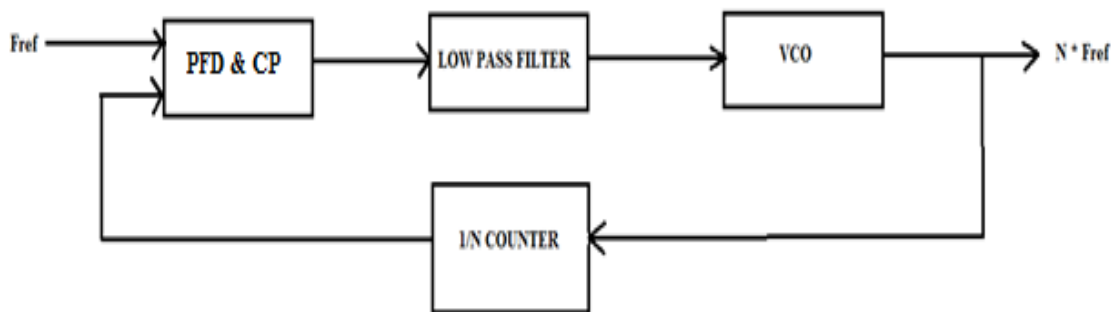 Fref
PFD & CP
LOW PASS FILTER
VCO
N * Fref
1/N COUNTER